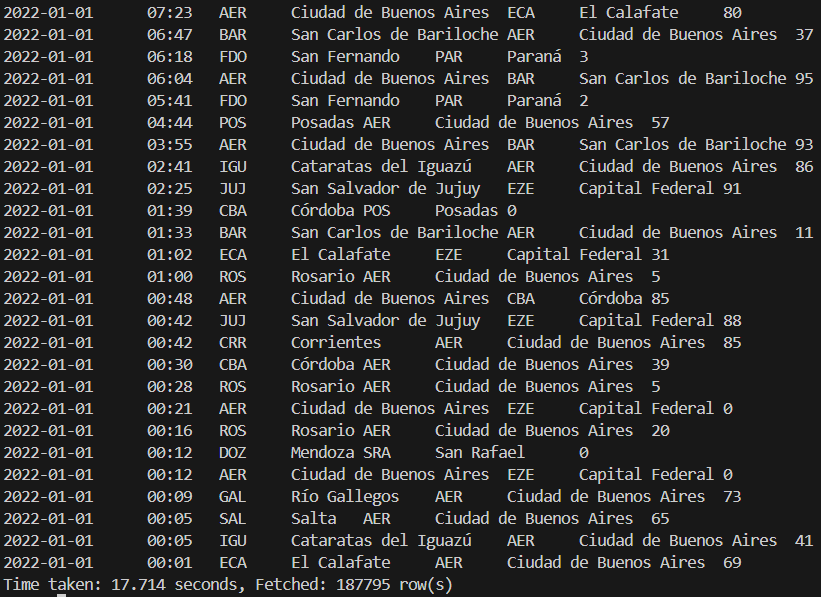 2022-01-01 07:23 AER Ciudad de Buenos Aires ECA El Calafate 80
2022-01-01 06:47 BAR San Carlos de Bariloche AER Ciudad de Buenos Aires 37
2022-01-01 06:18 FDO San Fernando PAR Paraná 3
2022-01-01 06:04 AER Ciudad de Buenos Aires BAR San Carlos de Bariloche 95
2022-01-01 05:41 FDO San Fernando PAR Paraná 2
2022-01-01 04:44 POS Posadas AER Ciudad de Buenos Aires 57
2022-01-01 03:55 AER Ciudad de Buenos Aires BAR San Carlos de Bariloche 93
2022-01-01 02:41 IGU Cataratas del Iguazú AER Ciudad de Buenos Aires 86
2022-01-01 02:25 JUJ San Salvador de Jujuy EZE Capital Federal 91
2022-01-01 01:39 CBA Córdoba POS Posadas 0
2022-01-01 01:33 BAR San Carlos de Bariloche AER Ciudad de Buenos Aires 11
2022-01-01 01:02 ECA El Calafate EZE Capital Federal 31
2022-01-01 01:00 ROS Rosario AER Ciudad de Buenos Aires 5
2022-01-01 00:48 AER Ciudad de Buenos Aires CBA Córdoba 85
2022-01-01 00:42 JUJ San Salvador de Jujuy EZE Capital Federal 88
2022-01-01 00:42 CRR Corrientes AER Ciudad de Buenos Aires 85
2022-01-01 00:30 CBA Córdoba AER Ciudad de Buenos Aires 39
2022-01-01 00:28 ROS Rosario AER Ciudad de Buenos Aires 5
2022-01-01 00:21 AER Ciudad de Buenos Aires EZE Capital Federal 0
2022-01-01 00:16 ROS Rosario AER Ciudad de Buenos Aires 20
2022-01-01 00:12 DOZ Mendoza SRA San Rafael 0
2022-01-01 00:12 AER Ciudad de Buenos Aires EZE Capital Federal 0
2022-01-01 00:09 GAL Río Gallegos AER Ciudad de Buenos Aires 73
2022-01-01 00:05 SAL Salta AER Ciudad de Buenos Aires 65
2022-01-01 00:05 IGU Cataratas del Iguazú AER Ciudad de Buenos Aires 41
2022-01-01 00:01 ECA El Calafate AER Ciudad de Buenos Aires 69
Time taken: 17.714 seconds, Fetched: 187795 row(s)